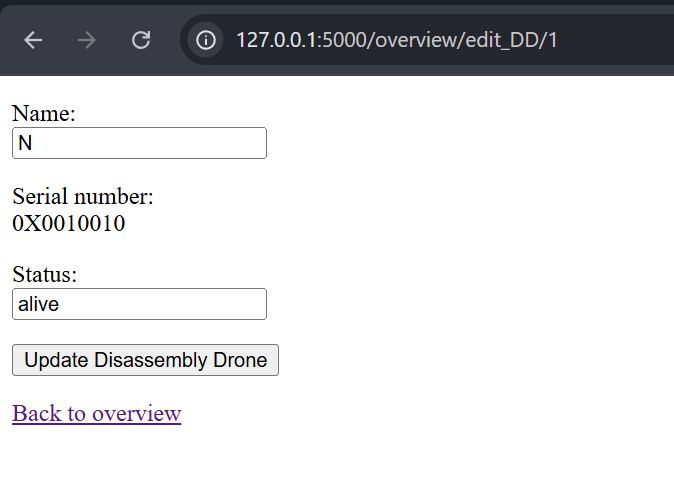 127.0.0.1:5000/overview/edit_DD/1
Name:
N
Serial number:
0X0010010
Status:
alive
Update Disassembly Drone
Back to overview